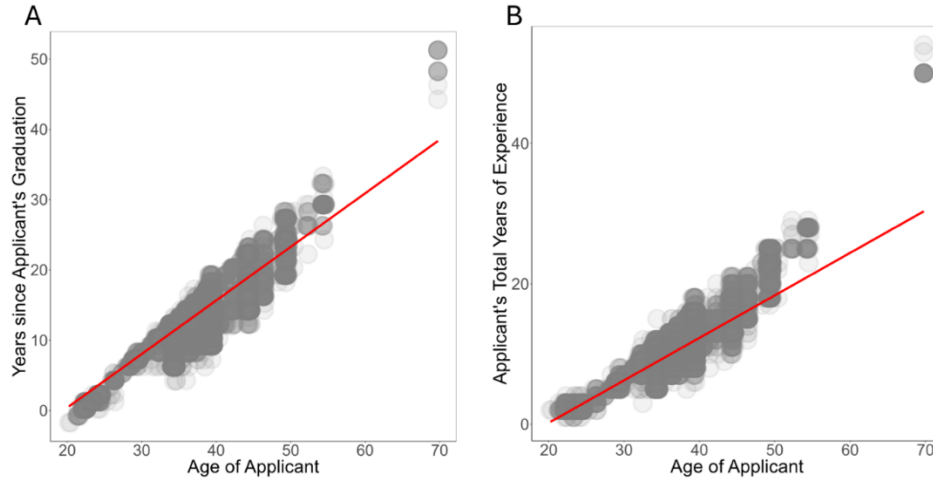 A
Years since Applicant's Graduation
50
40
30
20
10
0
20 30 40 50 60 70
Age of Applicant
B
Applicant's Total Years of Experience
40
20
0
20 30 40 50 60 70
Age of Applicant